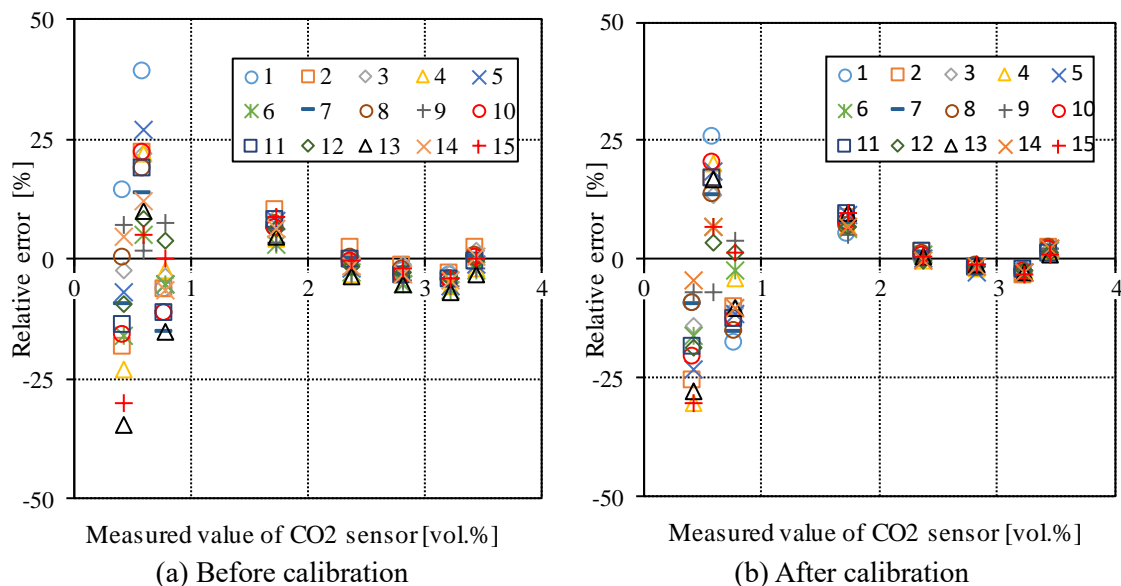 50
25
0
-25
-50
Relative error [%]
1 2 3 4 5
6 7 8 9 10
11 12 13 14 15
0 1 2 3 4
Measured value of CO2 sensor [vol.%]
(a) Before calibration
50
25
0
-25
-50
Relative error [%]
1 2 3 4 5
6 7 8 9 10
11 12 13 14 15
0 1 2 3 4
Measured value of CO2 sensor [vol.%]
(b) After calibration